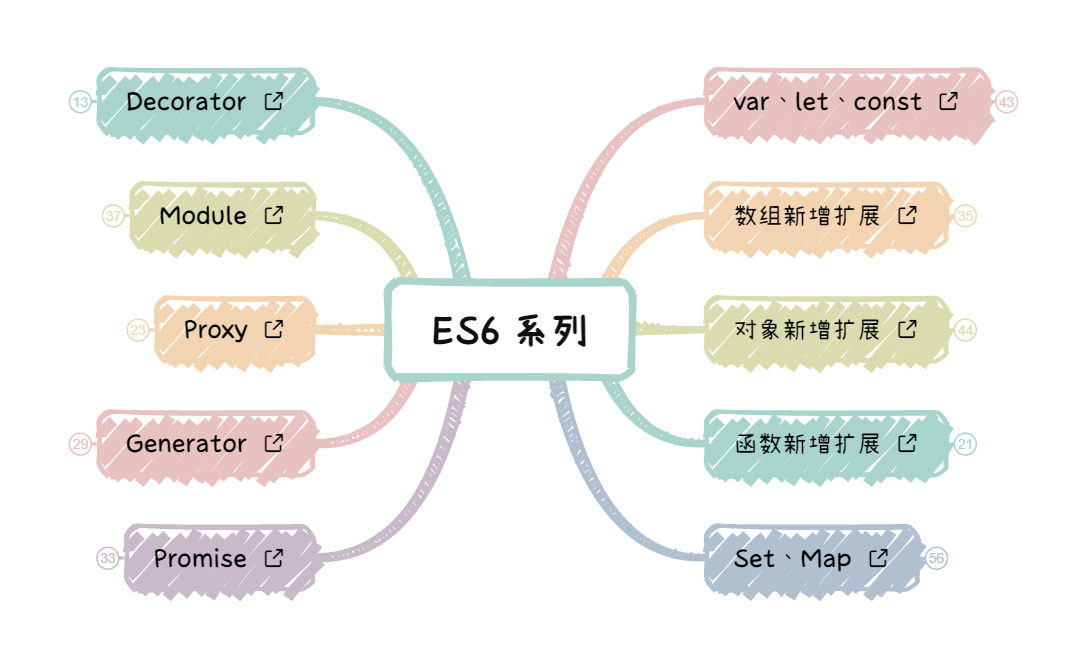 ES6 系列
var、let、const
43
数组新增扩展
35
对象新增扩展
44
函数新增扩展
21
Set、Map
56
13
Decorator
37
Module
23
Proxy
29
Generator
33
Promise